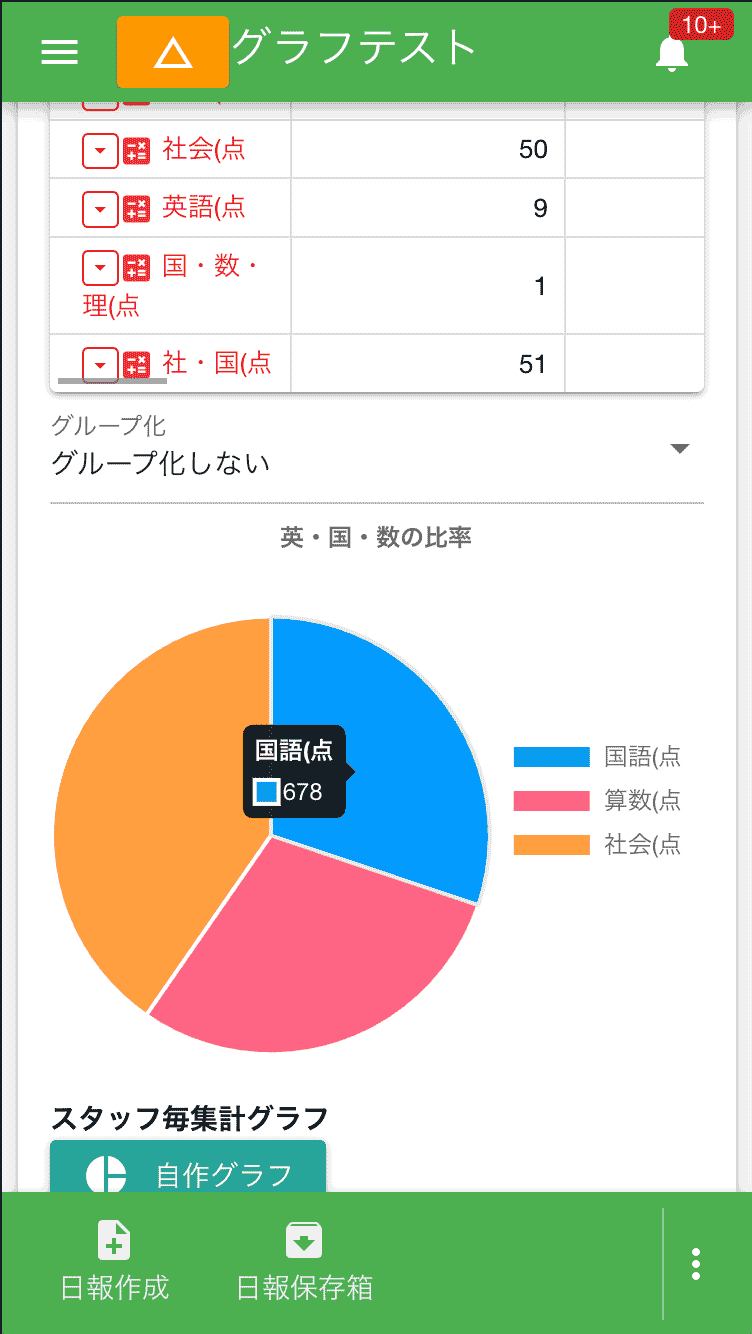 グラフテスト
10+
社会(点
50
英語(点
9
国・数・
理(点
1
社・国(点
51
グループ化
グループ化しない
英・国・数の比率
国語(点
678
国語(点
算数(点
社会(点
スタッフ毎集計グラフ
自作グラフ
日報作成
日報保存箱